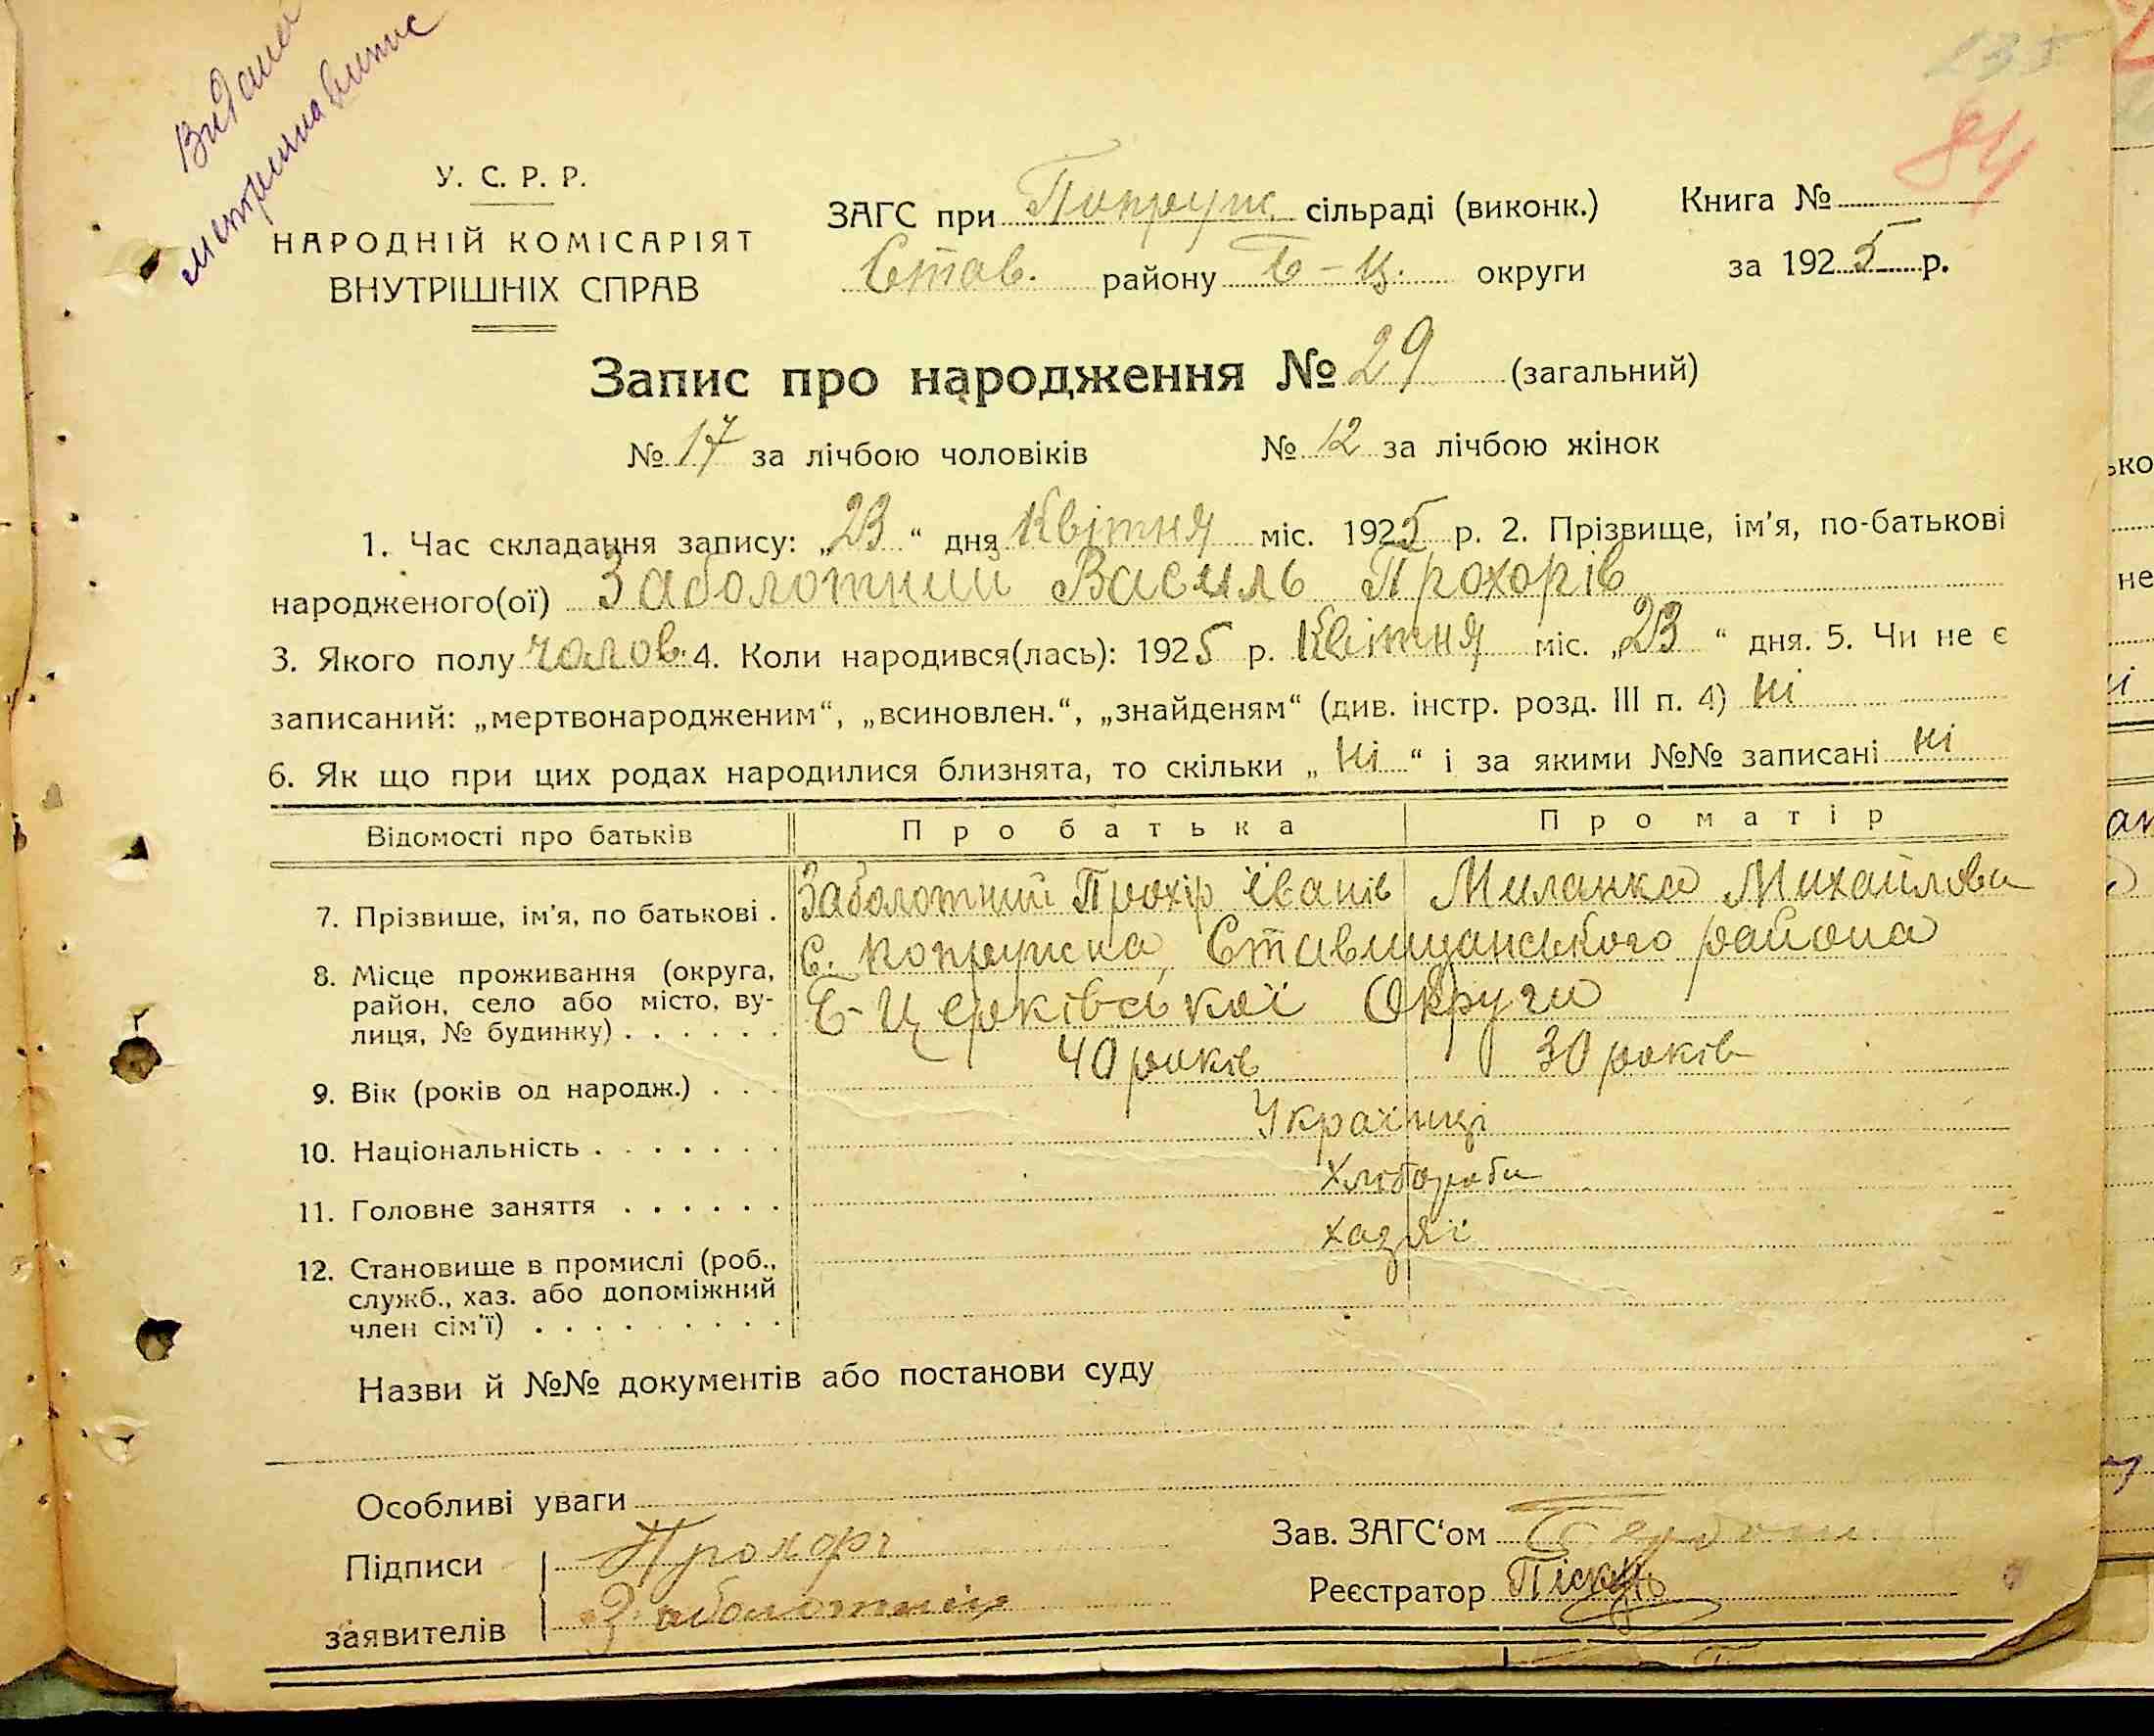 Видана
метрична виписка
235
84
У. С. Р. Р.
НАРОДНІЙ КОМІСАРІЯТ
ВНУТРІШНІХ СПРАВ
ЗАГС при Попруж. сільраді (виконк.) Книга №
Став. району Б-Ц. округи за 1925 р.
Запис про народження № 29 (загальний)
№ 17 за лічбою чоловіків № 12 за лічбою жінок
1. Час складання запису: „23“ дня Квітня міс. 1925 р. 2. Прізвище, ім'я, по-батькові
народженого(ої) Заболотний Василь Прохорів
3. Якого полу чолов. 4. Коли народився(лась): 1925 р. Квітня міс. „23“ дня. 5. Чи не є
записаний: „мертвонародженим“, „всиновлен.“, „знайденям“ (див. інстр. розд. III п. 4) ні
6. Як що при цих родах народилися близнята, то скільки „ні“ і за якими №№ записані ні
Відомості про батьків Про батька Про матір
7. Прізвище, ім'я, по батькові . Заболотний Прохір Іванів Миланка Михайлова
8. Місце проживання (округа, с. Попружна, Ставищанського района
район, село або місто, ву-
лиця, № будинку) . . . . . . Б-Церківської Округи
9. Вік (років од народж.) . . . 40 років 30 років
10. Національність . . . . . . . Українці
11. Головне заняття . . . . . . Хлібороби
12. Становище в промислі (роб., хазяї
служб., хаз. або допоміжний
член сім'ї) . . . . . . . . .
Назви й №№ документів або постанови суду
Особливі уваги
Підписи Прохор
заявителів Заболотний
Зав. ЗАГС'ом
Реєстратор